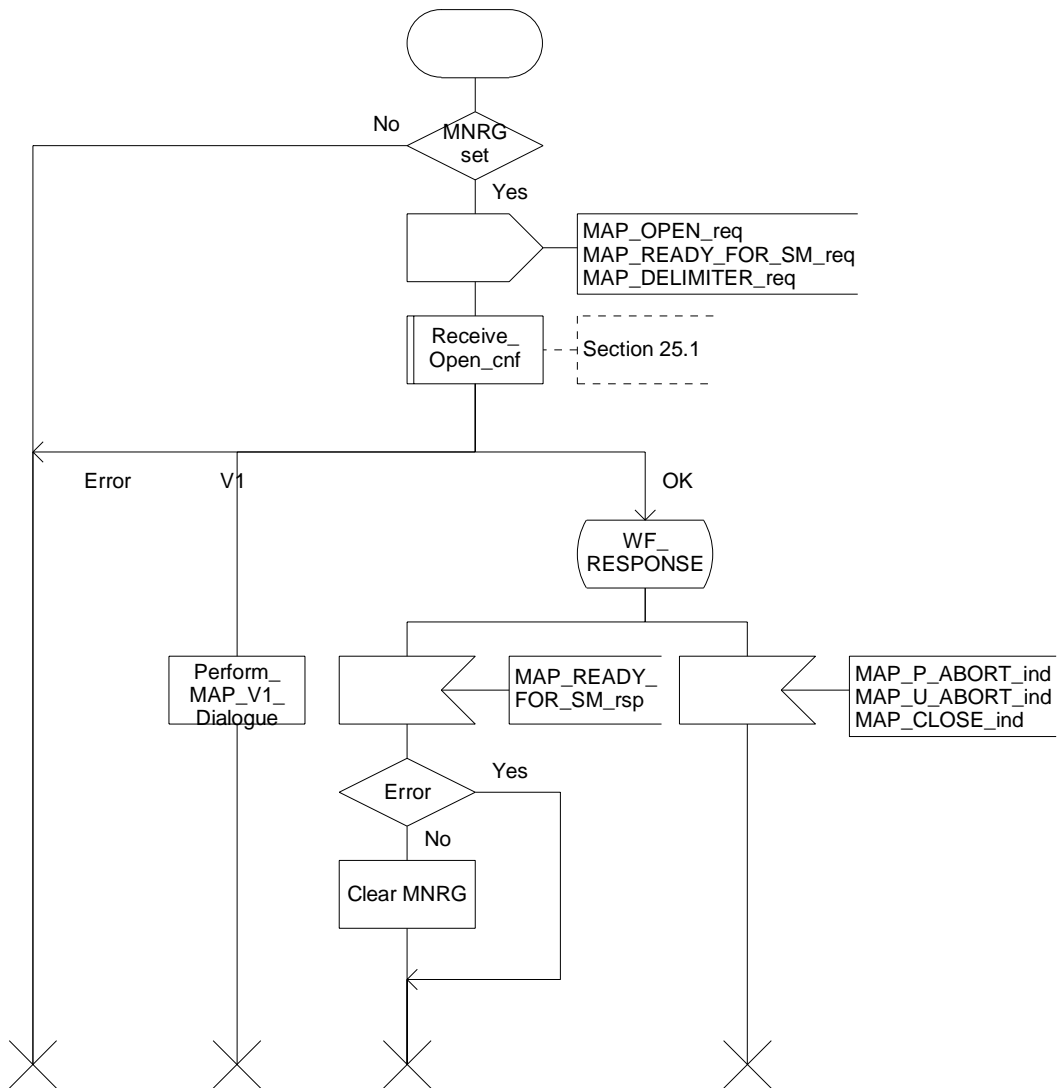 No
MNRG
set
Yes
MAP_OPEN_req
MAP_READY_FOR_SM_req
MAP_DELIMITER_req
Receive_
Open_cnf
Section 25.1
Error
V1
OK
WF_
RESPONSE
Perform_
MAP_V1_
Dialogue
MAP_READY_
FOR_SM_rsp
MAP_P_ABORT_ind
MAP_U_ABORT_ind
MAP_CLOSE_ind
Error
Yes
No
Clear MNRG